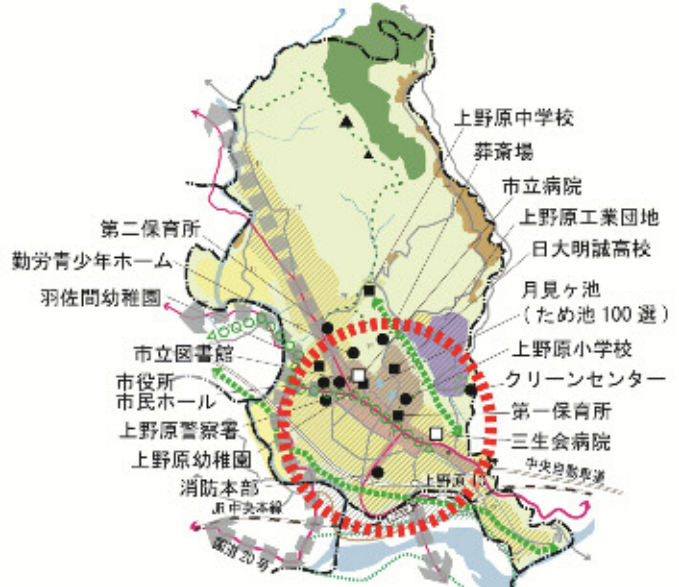 上野原中学校
葬斎場
市立病院
上野原工業団地
日大明誠高校
月見ヶ池
(ため池 100 選)
上野原小学校
クリーンセンター
第一保育所
三生会病院
中央自動車道
第二保育所
勤労青少年ホーム
羽佐間幼稚園
市立図書館
市役所
市民ホール
上野原警察署
上野原幼稚園
消防本部
JR中央本線
国道20号
上野原